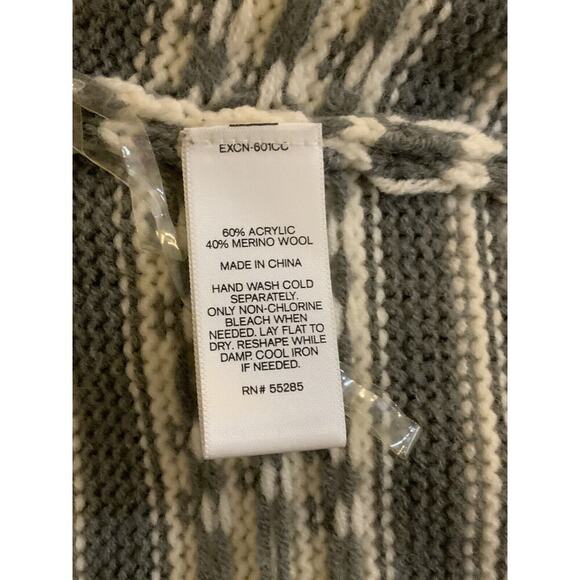 EXCN-601CC
60% ACRYLIC
40% MERINO WOOL
MADE IN CHINA
HAND WASH COLD
SEPARATELY.
ONLY NON-CHLORINE
BLEACH WHEN
NEEDED. LAY FLAT TO
DRY. RESHAPE WHILE
DAMP. COOL IRON
IF NEEDED.
RN# 55285